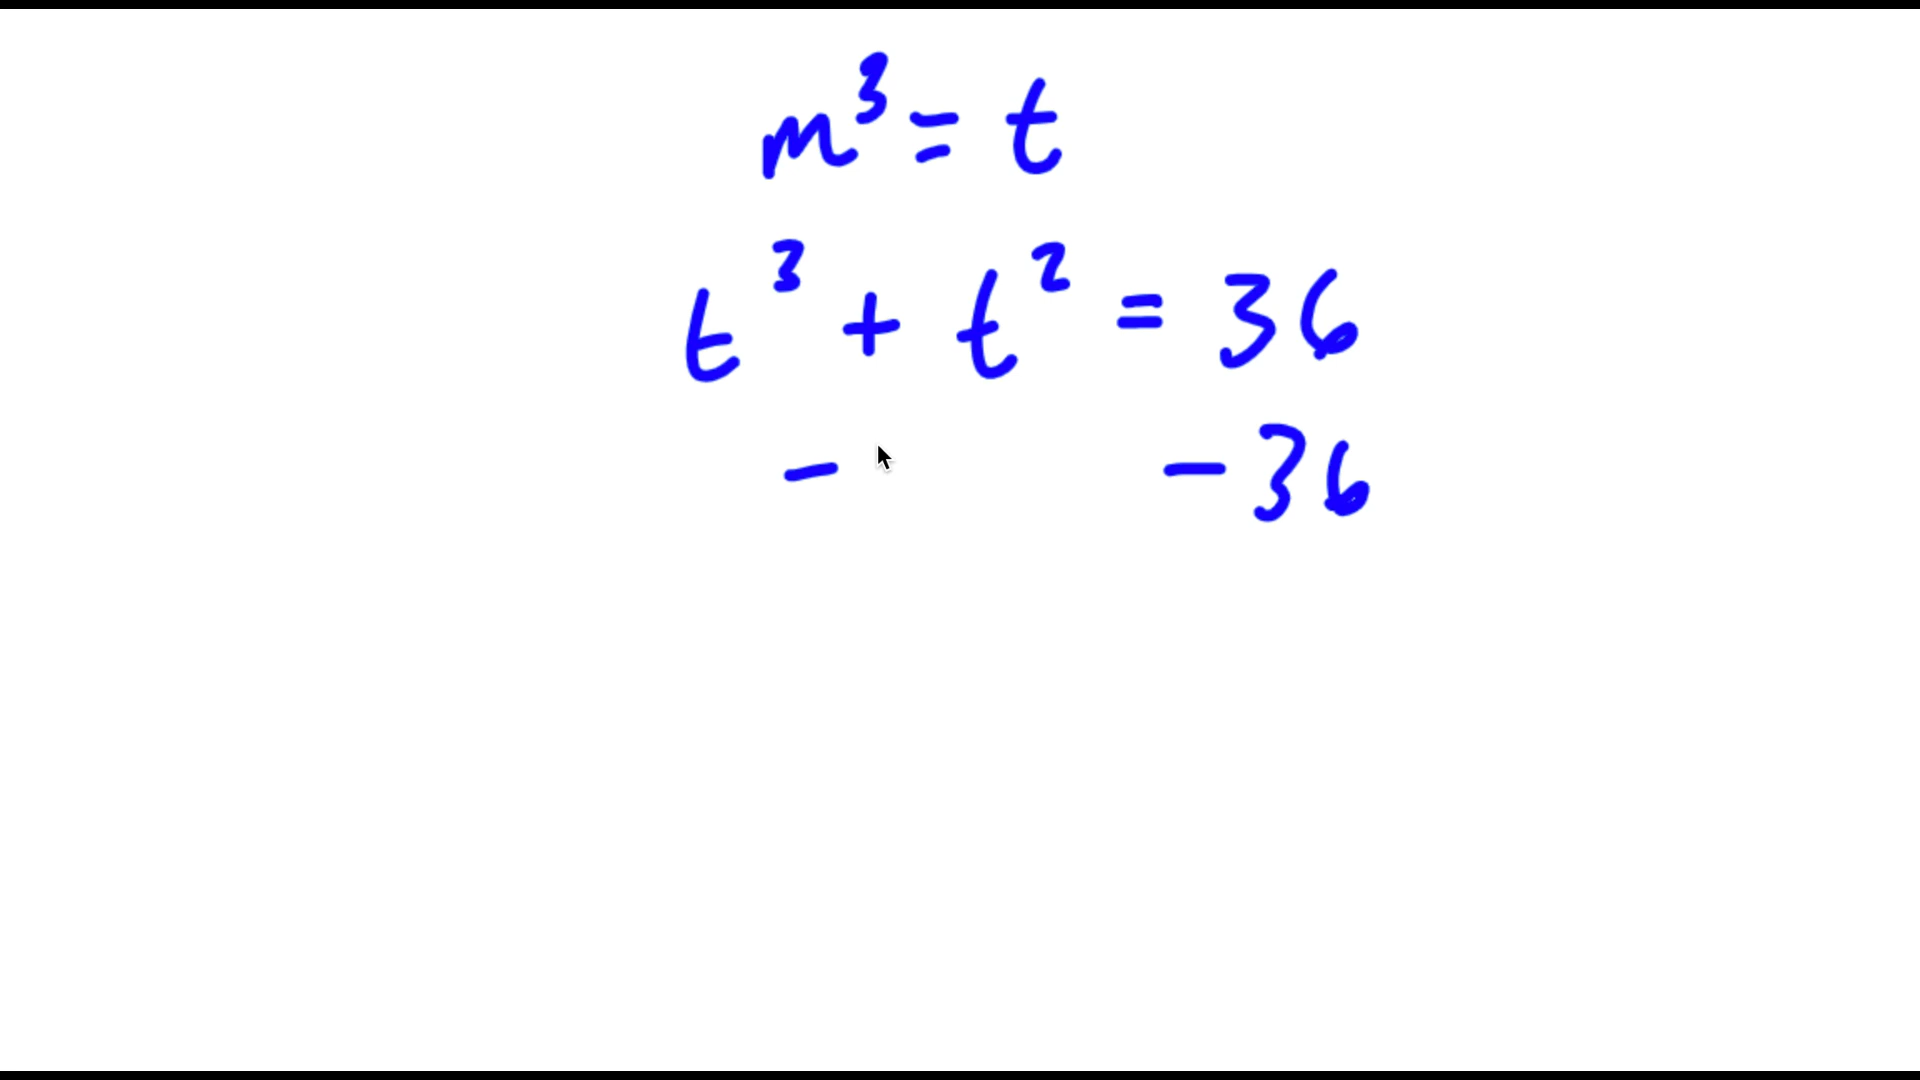 m³ = t
t³ + t² = 36
- -36